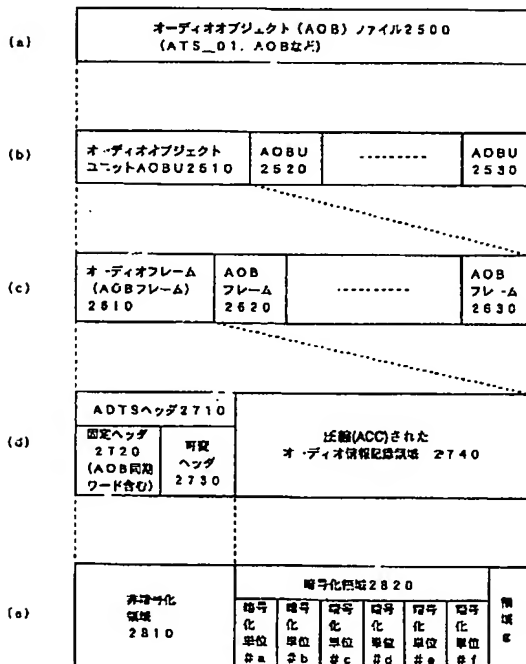 (a)
オーディオオブジェクト(AOB)ファイル2500
(ATS__01. AOBなど)
(b)
オーディオオブジェクト
ユニットAOBU2510
AOBU
2520
AOBU
2530
(c)
オーディオフレーム
(AOBフレーム)
2610
AOB
フレーム
2620
AOB
フレーム
2630
(d)
ADTSヘッダ2710
固定ヘッダ
2720
(AOB同期
ワード含む)
可変
ヘッダ
2730
圧縮(ACC)された
オーディオ情報記録領域 2740
(e)
非暗号化
領域
2810
暗号化領域2820
暗号
化
単位
#a
暗号
化
単位
#b
暗号
化
単位
#c
暗号
化
単位
#d
暗号
化
単位
#e
暗号
化
単位
#f
領
域